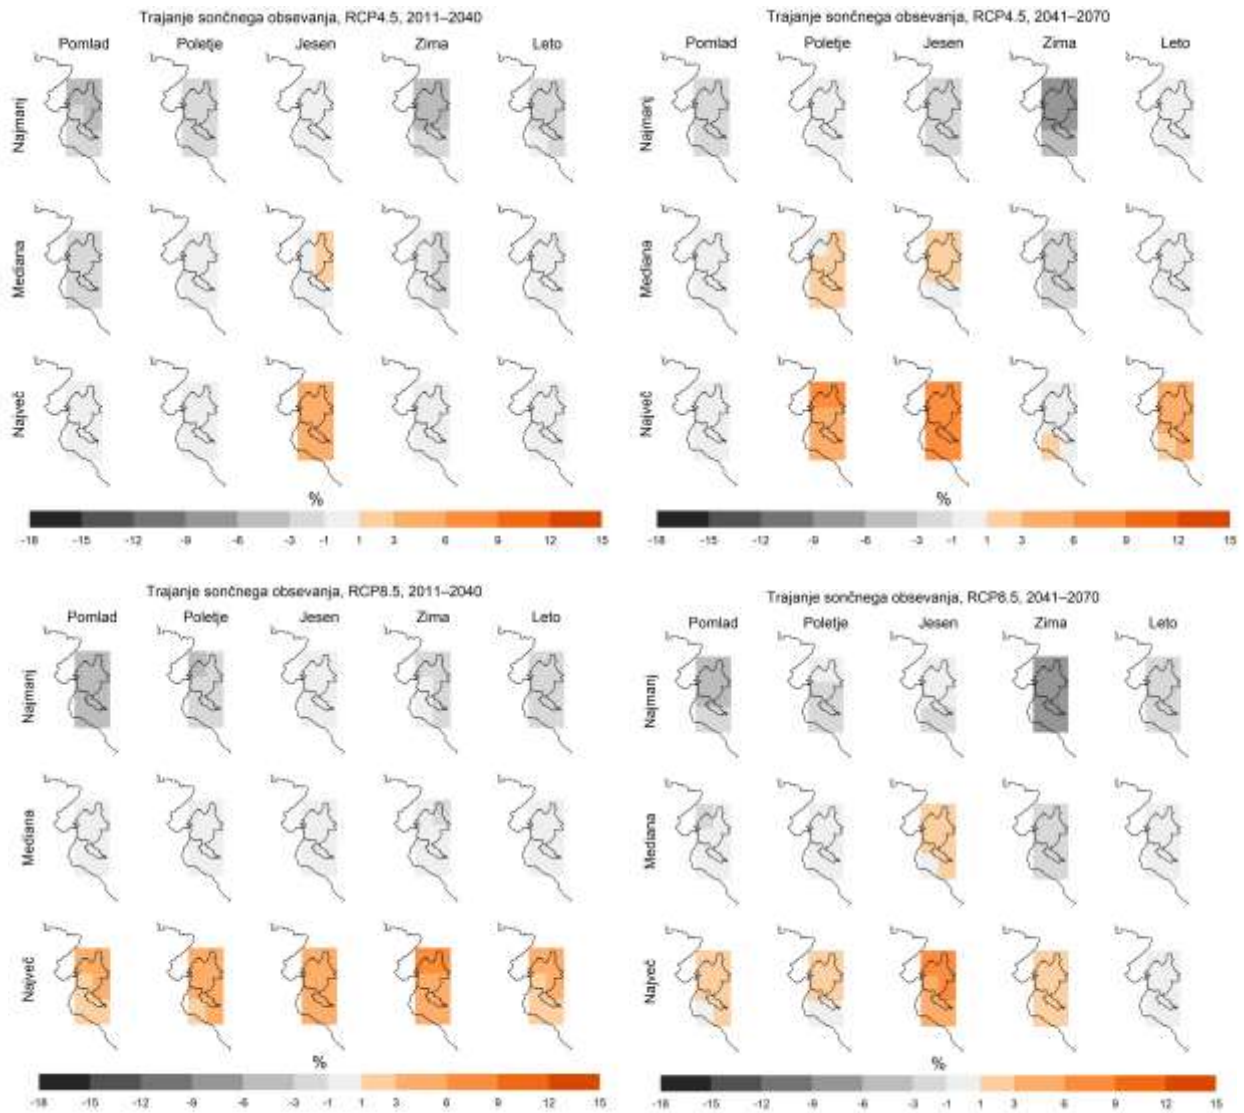 Trajanje sončnega obsevanja, RCP4.5, 2011–2040
Pomlad Poletje Jesen Zima Leto
Najmanj
Mediana
Največ
%
-18 -15 -12 -9 -6 -3 -1 1 3 6 9 12 15
Trajanje sončnega obsevanja, RCP4.5, 2041–2070
Pomlad Poletje Jesen Zima Leto
Najmanj
Mediana
Največ
%
-18 -15 -12 -9 -6 -3 -1 1 3 6 9 12 15
Trajanje sončnega obsevanja, RCP8.5, 2011–2040
Pomlad Poletje Jesen Zima Leto
Najmanj
Mediana
Največ
%
-18 -15 -12 -9 -6 -3 -1 1 3 6 9 12 15
Trajanje sončnega obsevanja, RCP8.5, 2041–2070
Pomlad Poletje Jesen Zima Leto
Najmanj
Mediana
Največ
%
-18 -15 -12 -9 -6 -3 -1 1 3 6 9 12 15